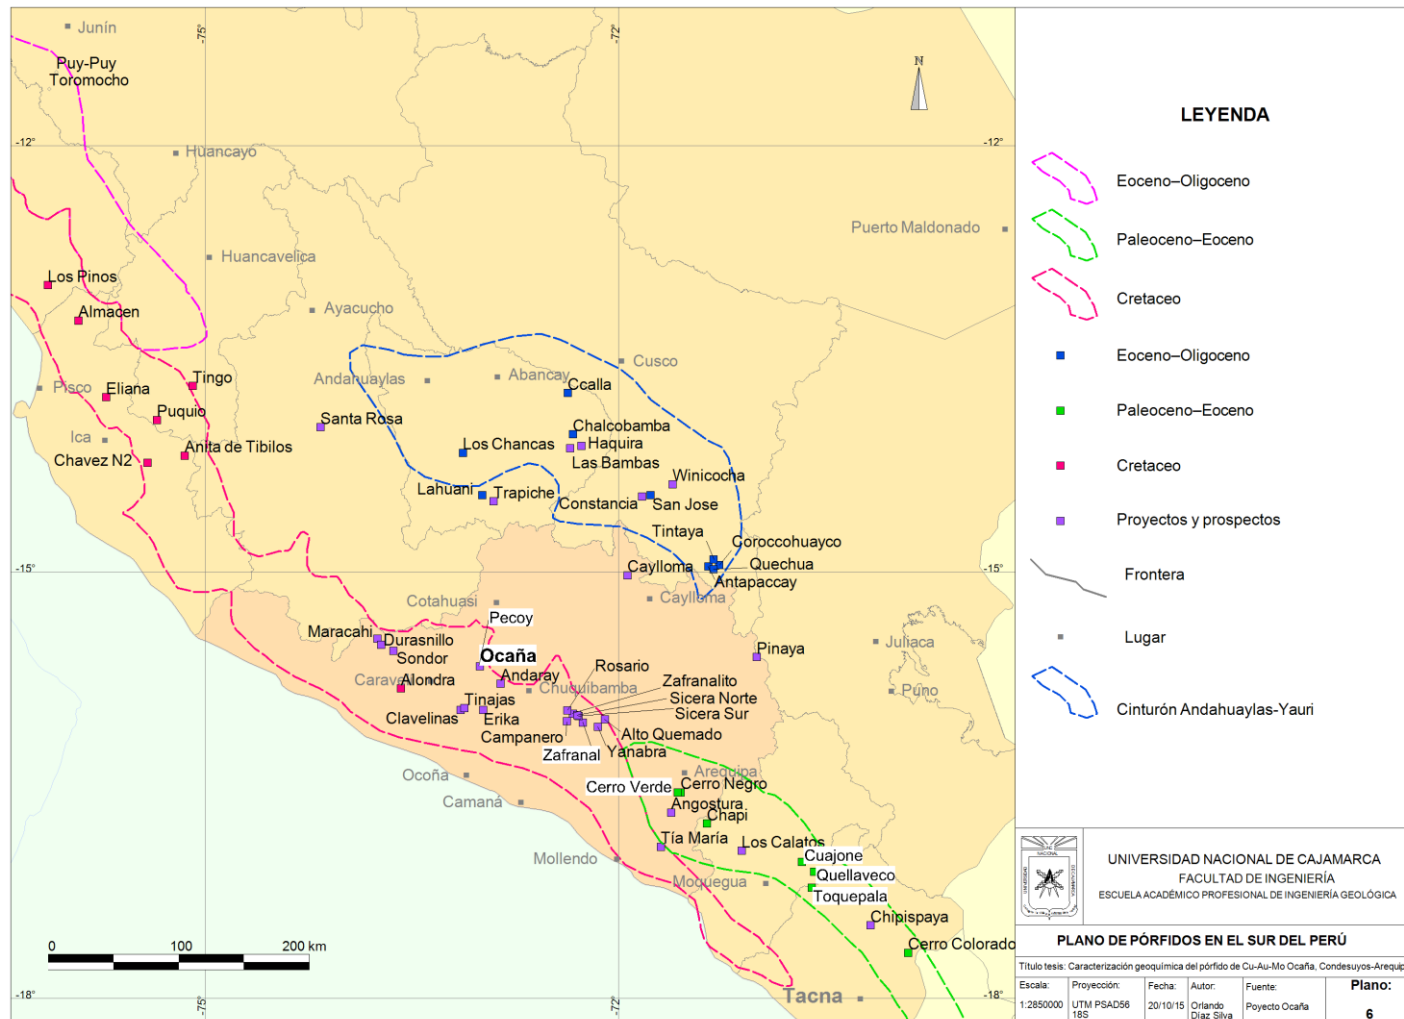 Junín
-75°
-72°
Puy-Puy
Toromocho
N
-12°
-12°
Huancayo
Puerto Maldonado
Huancavelica
Los Pinos
Ayacucho
Almacen
Cusco
Andahuaylas
Abancay
Pisco
Tingo
Eliana
Ccalla
Puquio
Santa Rosa
Chalcobamba
Ica
Anita de Tibilos
Los Chancas
Haquira
Chavez N2
Las Bambas
Winicocha
Lahuani
Trapiche
Constancia
San Jose
Tintaya
Coroccohuayco
Quechua
-15°
-15°
Caylloma
Antapaccay
Cotahuasi
Caylloma
Pecoy
Maracahi
Durasnillo
Juliaca
Sondor
Ocaña
Pinaya
Rosario
Caraveli
Alondra
Andaray
Zafranalito
Chuquibamba
Puno
Tinajas
Sicera Norte
Clavelinas
Erika
Sicera Sur
Campanero
Alto Quemado
Zafranal
Yanabra
Ocoña
Arequipa
Cerro Verde
Cerro Negro
Camaná
Angostura
Chapi
Tía María
Los Calatos
Mollendo
Cuajone
Moquegua
Quellaveco
Toquepala
Chipispaya
Cerro Colorado
0 100 200 km
Tacna
-18°
-18°
-75°
-72°
LEYENDA
Eoceno–Oligoceno
Paleoceno–Eoceno
Cretaceo
Eoceno–Oligoceno
Paleoceno–Eoceno
Cretaceo
Proyectos y prospectos
Frontera
Lugar
Cinturón Andahuaylas-Yauri
UNIVERSIDAD NACIONAL DE CAJAMARCA
FACULTAD DE INGENIERÍA
ESCUELA ACADÉMICO PROFESIONAL DE INGENIERÍA GEOLÓGICA
PLANO DE PÓRFIDOS EN EL SUR DEL PERÚ
Título tesis: Caracterización geoquímica del pórfido de Cu-Au-Mo Ocaña, Condesuyos-Arequip
Escala: Proyección: Fecha: Autor: Fuente: Plano:
1:2850000 UTM PSAD56 20/10/15 Orlando Poyecto Ocaña
18S Díaz Silva 6